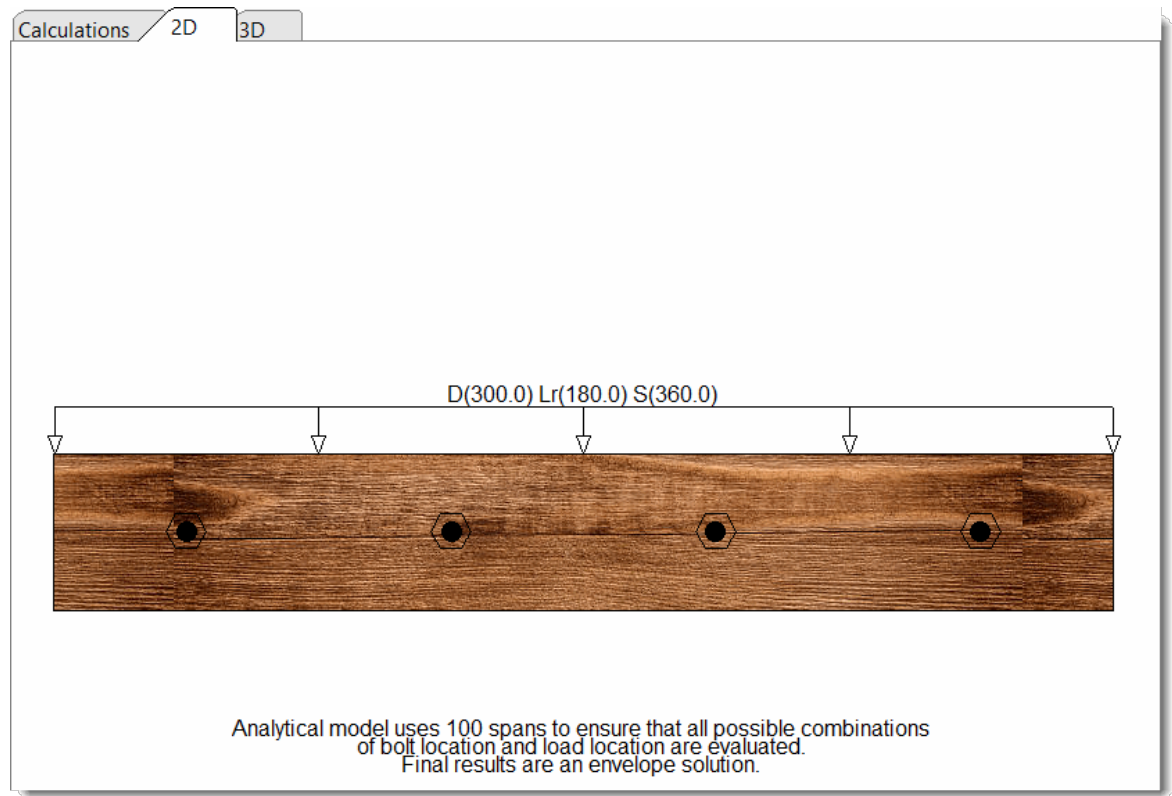 Calculations 2D 3D
D(300.0) Lr(180.0) S(360.0)
Analytical model uses 100 spans to ensure that all possible combinations
of bolt location and load location are evaluated.
Final results are an envelope solution.